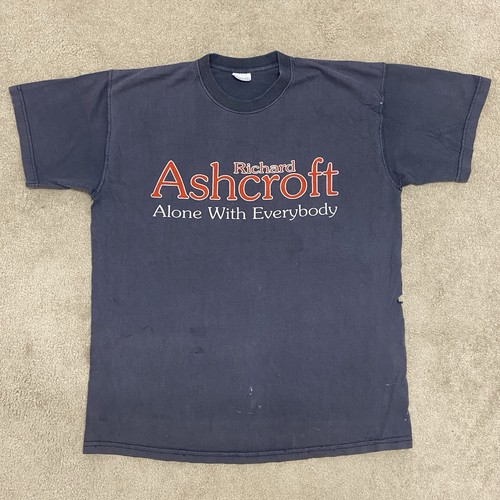 Richard
Ashcroft
Alone With Everybody